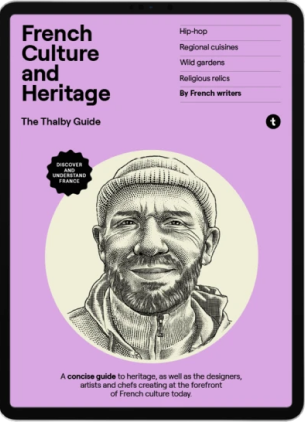 French
Culture
and
Heritage
The Thalby Guide
Hip-hop
Regional cuisines
Wild gardens
Religious relics
By French writers
t
DISCOVER
AND
UNDERSTAND
FRANCE
A concise guide to heritage, as well as the designers,
artists and chefs creating at the forefront
of French culture today.